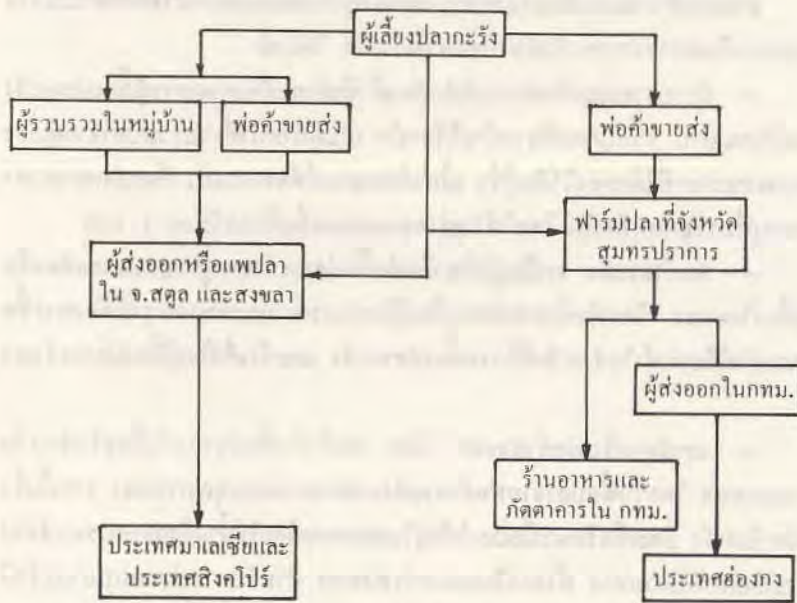 ผู้เลี้ยงปลากะรัง
ผู้รวบรวมในหมู่บ้าน
พ่อค้าขายส่ง
พ่อค้าขายส่ง
ผู้ส่งออกหรือแพปลา
ใน จ.สตูล และสงขลา
ฟาร์มปลาที่จังหวัด
สุมทรปราการ
ผู้ส่งออกในกทม.
ร้านอาหารและ
ภัตตาคารใน กทม.
ประเทศมาเลเซียและ
ประเทศสิงคโปร์
ประเทศฮ่องกง